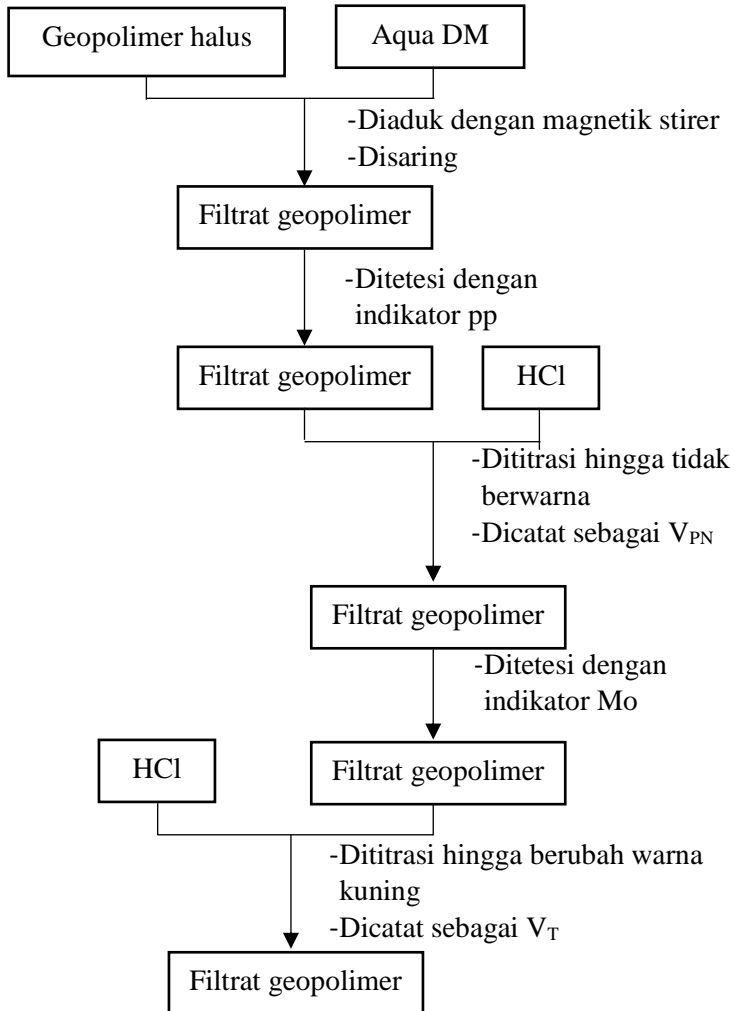 Geopolimer halus
Aqua DM
-Diaduk dengan magnetik stirer
-Disaring
Filtrat geopolimer
-Ditetesi dengan
indikator pp
Filtrat geopolimer
HCl
-Dititrasi hingga tidak
berwarna
-Dicatat sebagai VPN
Filtrat geopolimer
-Ditetesi dengan
indikator Mo
HCl
Filtrat geopolimer
-Dititrasi hingga berubah warna
kuning
-Dicatat sebagai VT
Filtrat geopolimer